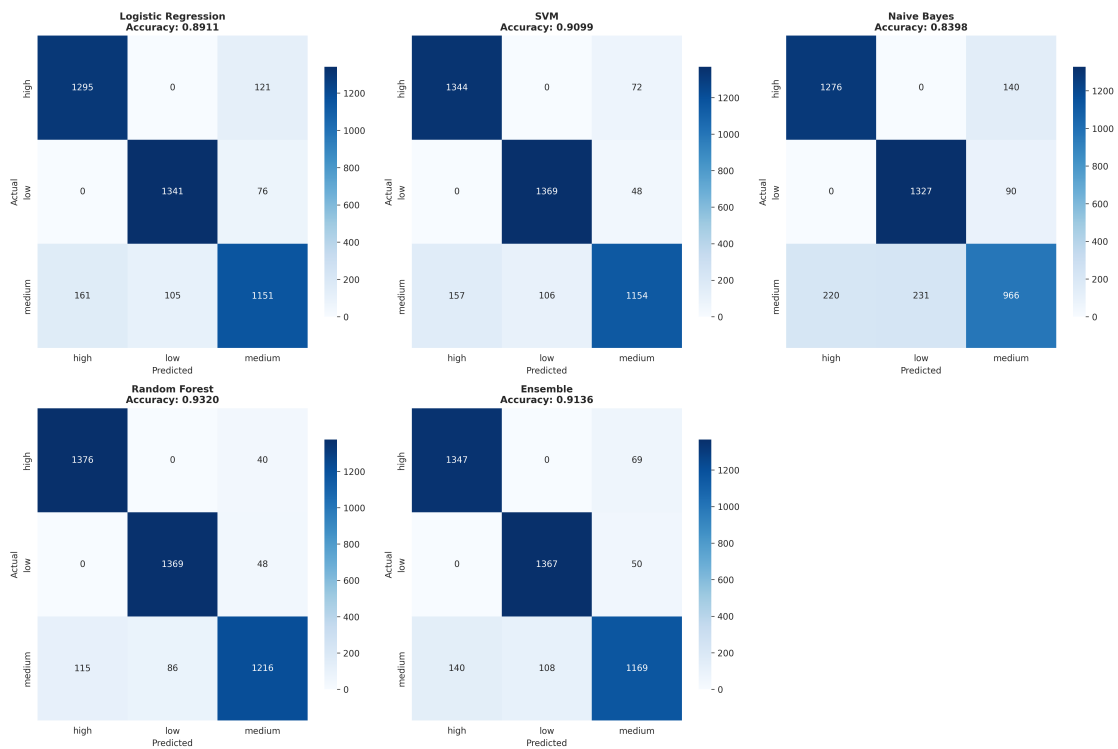 Logistic Regression
Accuracy: 0.8911
high
1295
0
121
Actual
low
0
1341
76
medium
161
105
1151
high
low
medium
Predicted
1200
1000
800
600
400
200
0
SVM
Accuracy: 0.9099
high
1344
0
72
Actual
low
0
1369
48
medium
157
106
1154
high
low
medium
Predicted
1200
1000
800
600
400
200
0
Naive Bayes
Accuracy: 0.8398
high
1276
0
140
Actual
low
0
1327
90
medium
220
231
966
high
low
medium
Predicted
1200
1000
800
600
400
200
0
Random Forest
Accuracy: 0.9320
high
1376
0
40
Actual
low
0
1369
48
medium
115
86
1216
high
low
medium
Predicted
1200
1000
800
600
400
200
0
Ensemble
Accuracy: 0.9136
high
1347
0
69
Actual
low
0
1367
50
medium
140
108
1169
high
low
medium
Predicted
1200
1000
800
600
400
200
0